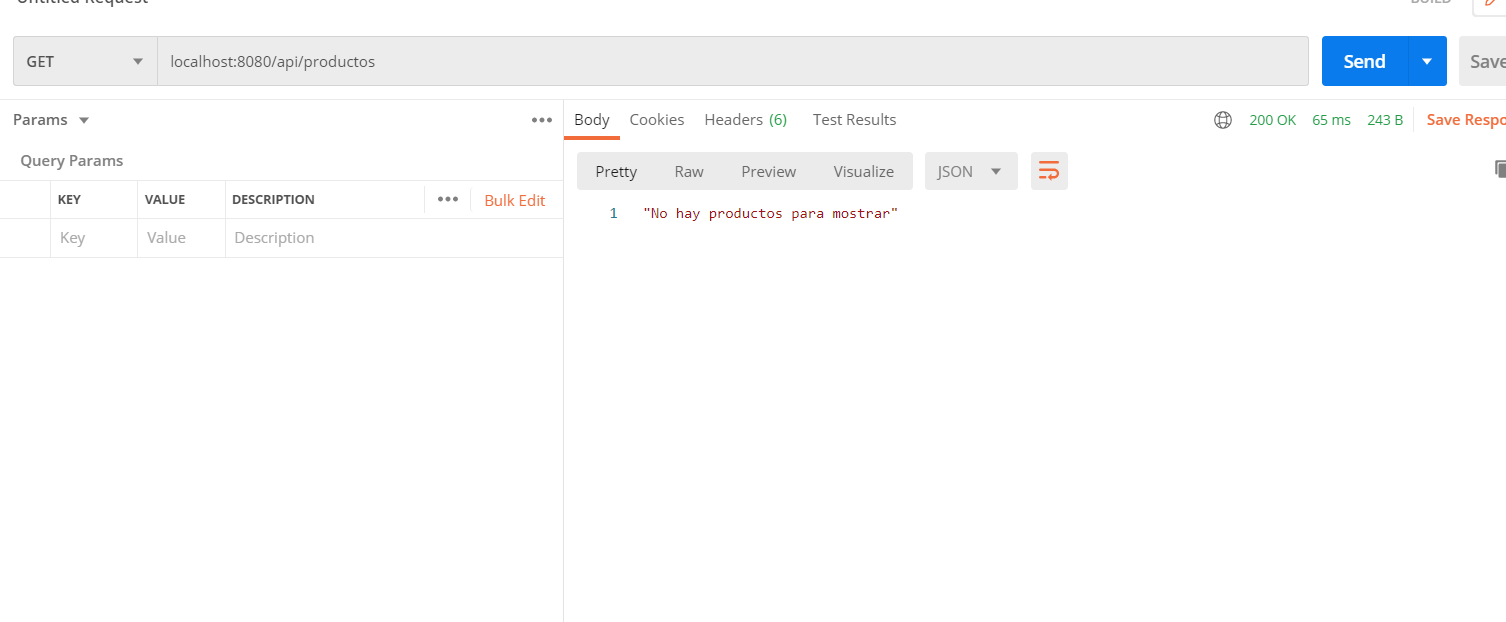 Untitled Request
BUILD
GET
localhost:8080/api/productos
Send
Save
Params
•••
Body
Cookies
Headers (6)
Test Results
200 OK
65 ms
243 B
Save Respo
Query Params
Pretty
Raw
Preview
Visualize
JSON
KEY
VALUE
DESCRIPTION
•••
Bulk Edit
1 "No hay productos para mostrar"
Key
Value
Description